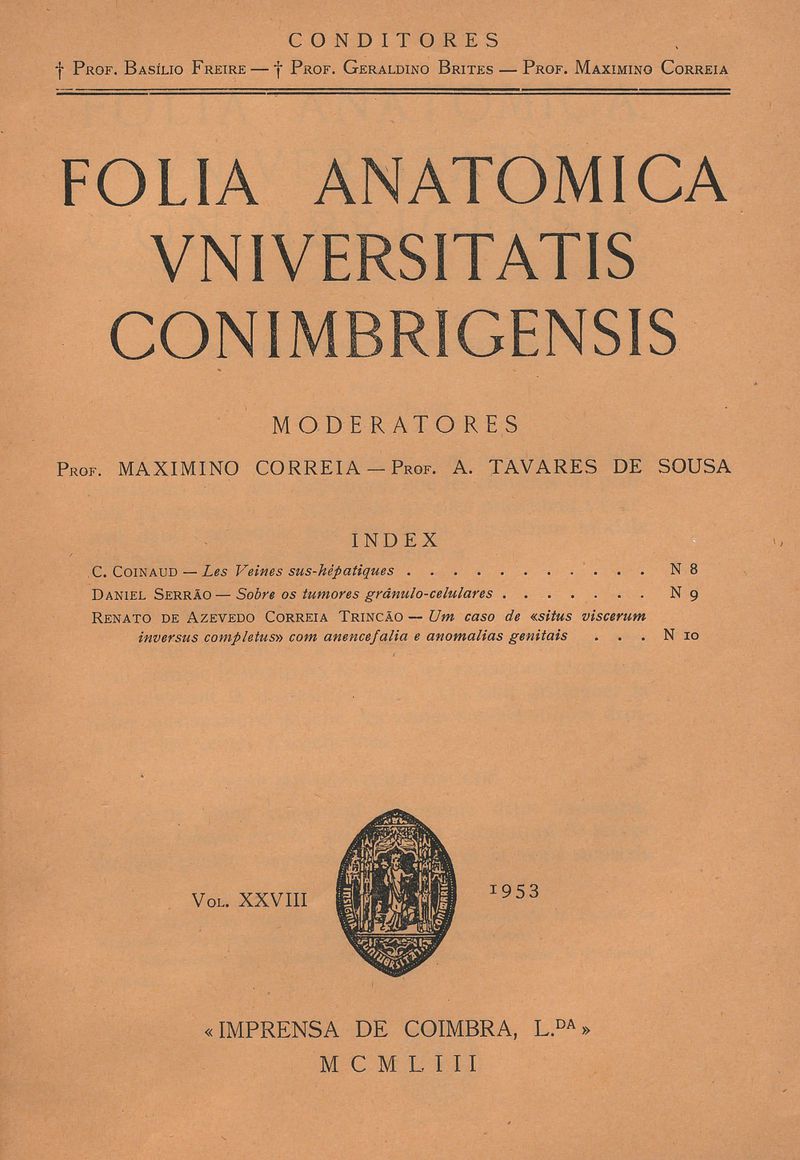 CONDITORES
† Prof. Basílio Freire — † Prof. Geraldino Brites — Prof. Maximino Correia
FOLIA ANATOMICA
VNIVERSITATIS
CONIMBRIGENSIS
MODERATORES
Prof. MAXIMINO CORREIA — Prof. A. TAVARES DE SOUSA
INDEX
C. Coinaud — Les Veines sus-hépatiques . . . . . . . . . . . N 8
Daniel Serrão — Sobre os tumores grânulo-celulares . . . . . . . N 9
Renato de Azevedo Correia Trincão — Um caso de «situs viscerum
inversus completus» com anencefalia e anomalias genitais . . . N 10
Vol. XXVIII
1953
«IMPRENSA DE COIMBRA, L.DA»
MCMLIII